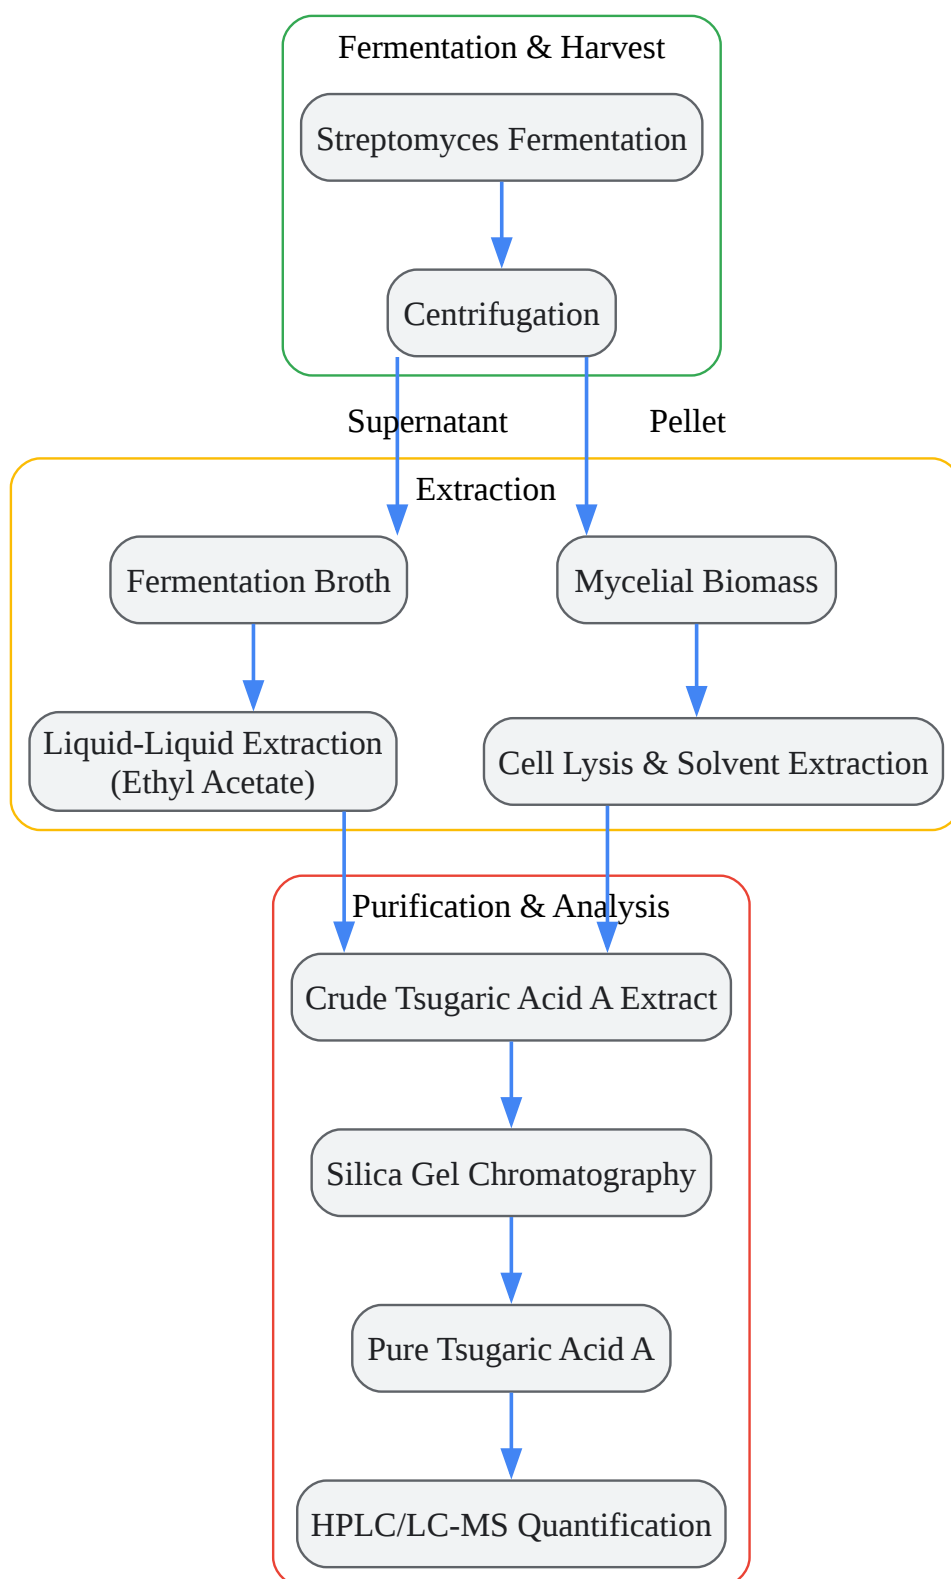 Fermentation & Harvest
Streptomyces Fermentation
Centrifugation
Supernatant
Pellet
Extraction
Fermentation Broth
Mycelial Biomass
Liquid-Liquid Extraction
(Ethyl Acetate)
Cell Lysis & Solvent Extraction
Purification & Analysis
Crude Tsugaric Acid A Extract
Silica Gel Chromatography
Pure Tsugaric Acid A
HPLC/LC-MS Quantification